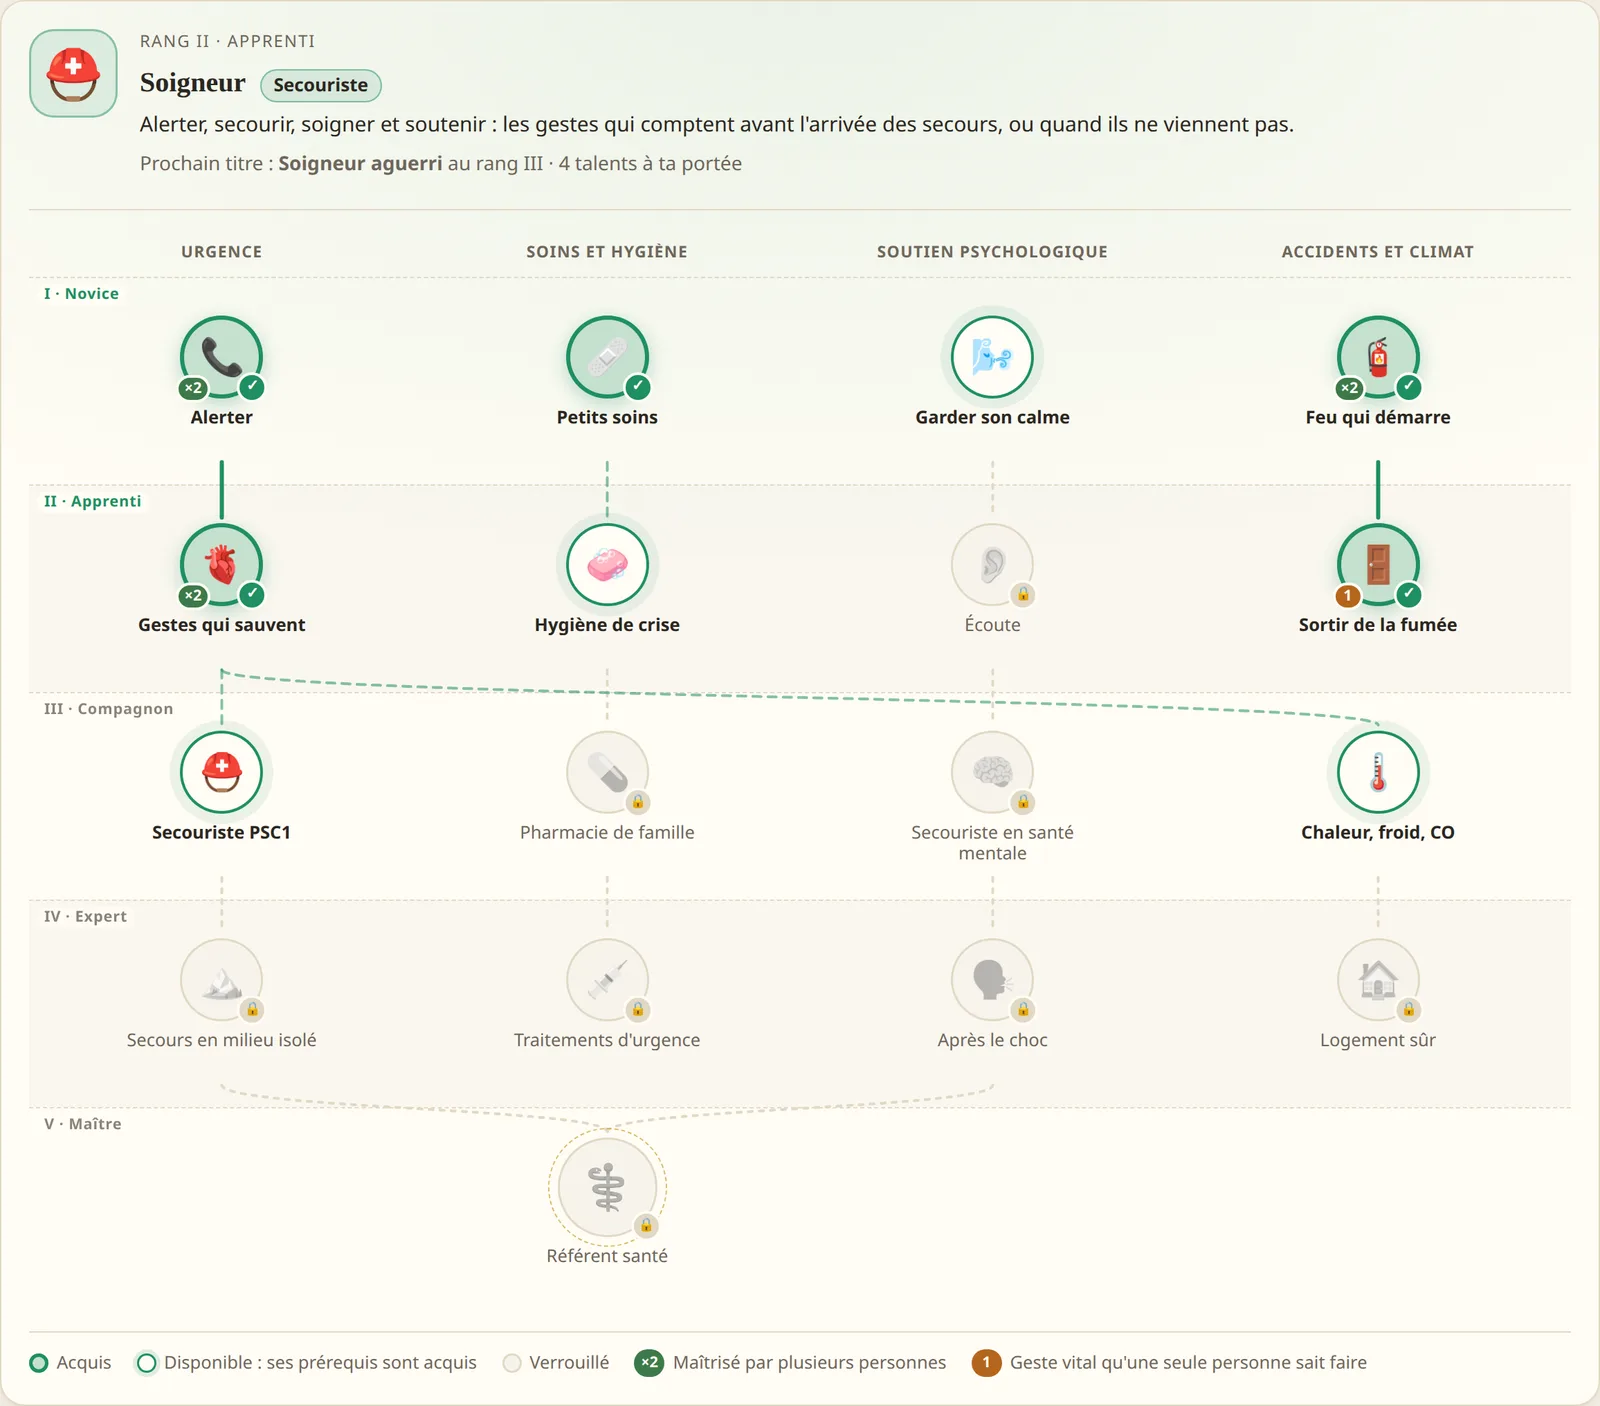 RANG II · APPRENTI
Soigneur Secouriste
Alerter, secourir, soigner et soutenir : les gestes qui comptent avant l'arrivée des secours, ou quand ils ne viennent pas.
Prochain titre : Soigneur aguerri au rang III · 4 talents à ta portée
URGENCE SOINS ET HYGIÈNE SOUTIEN PSYCHOLOGIQUE ACCIDENTS ET CLIMAT
I · Novice
×2 ✓ ✓ ×2 ✓
Alerter Petits soins Garder son calme Feu qui démarre
II · Apprenti
×2 ✓ 1 ✓
Gestes qui sauvent Hygiène de crise Écoute Sortir de la fumée
III · Compagnon
Secouriste PSC1 Pharmacie de famille Secouriste en santé Chaleur, froid, CO
mentale
IV · Expert
Secours en milieu isolé Traitements d'urgence Après le choc Logement sûr
V · Maître
Référent santé
Acquis Disponible : ses prérequis sont acquis Verrouillé ×2 Maîtrisé par plusieurs personnes 1 Geste vital qu'une seule personne sait faire